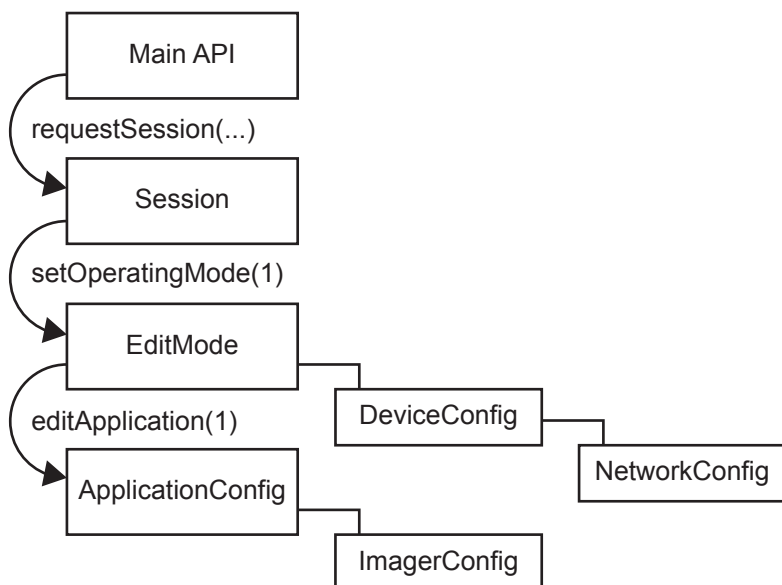 Main API
requestSession(...)
Session
setOperatingMode(1)
EditMode
DeviceConfig
editApplication(1)
NetworkConfig
ApplicationConfig
ImagerConfig